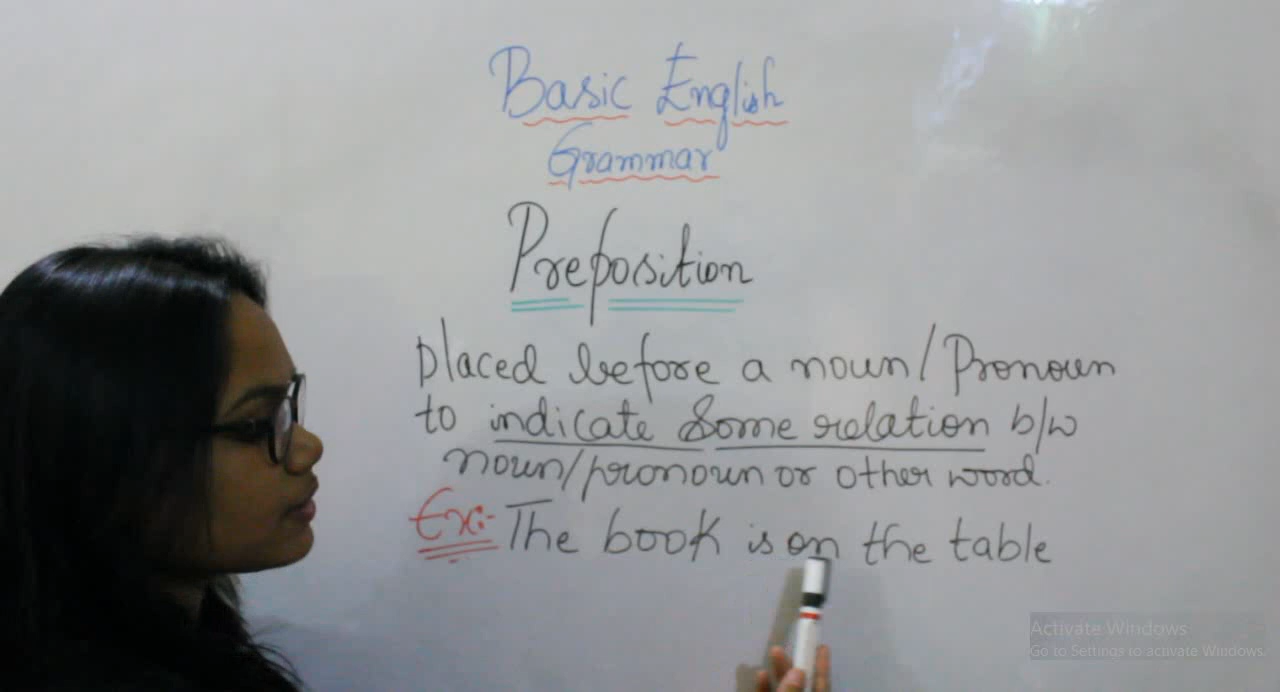 Basic English
Grammar
Preposition
placed before a noun/Pronoun
to indicate some relation b/w
noun/pronoun or other word.
Ex:- The book is on the table
Activate Windows
Go to Settings to activate Windows.